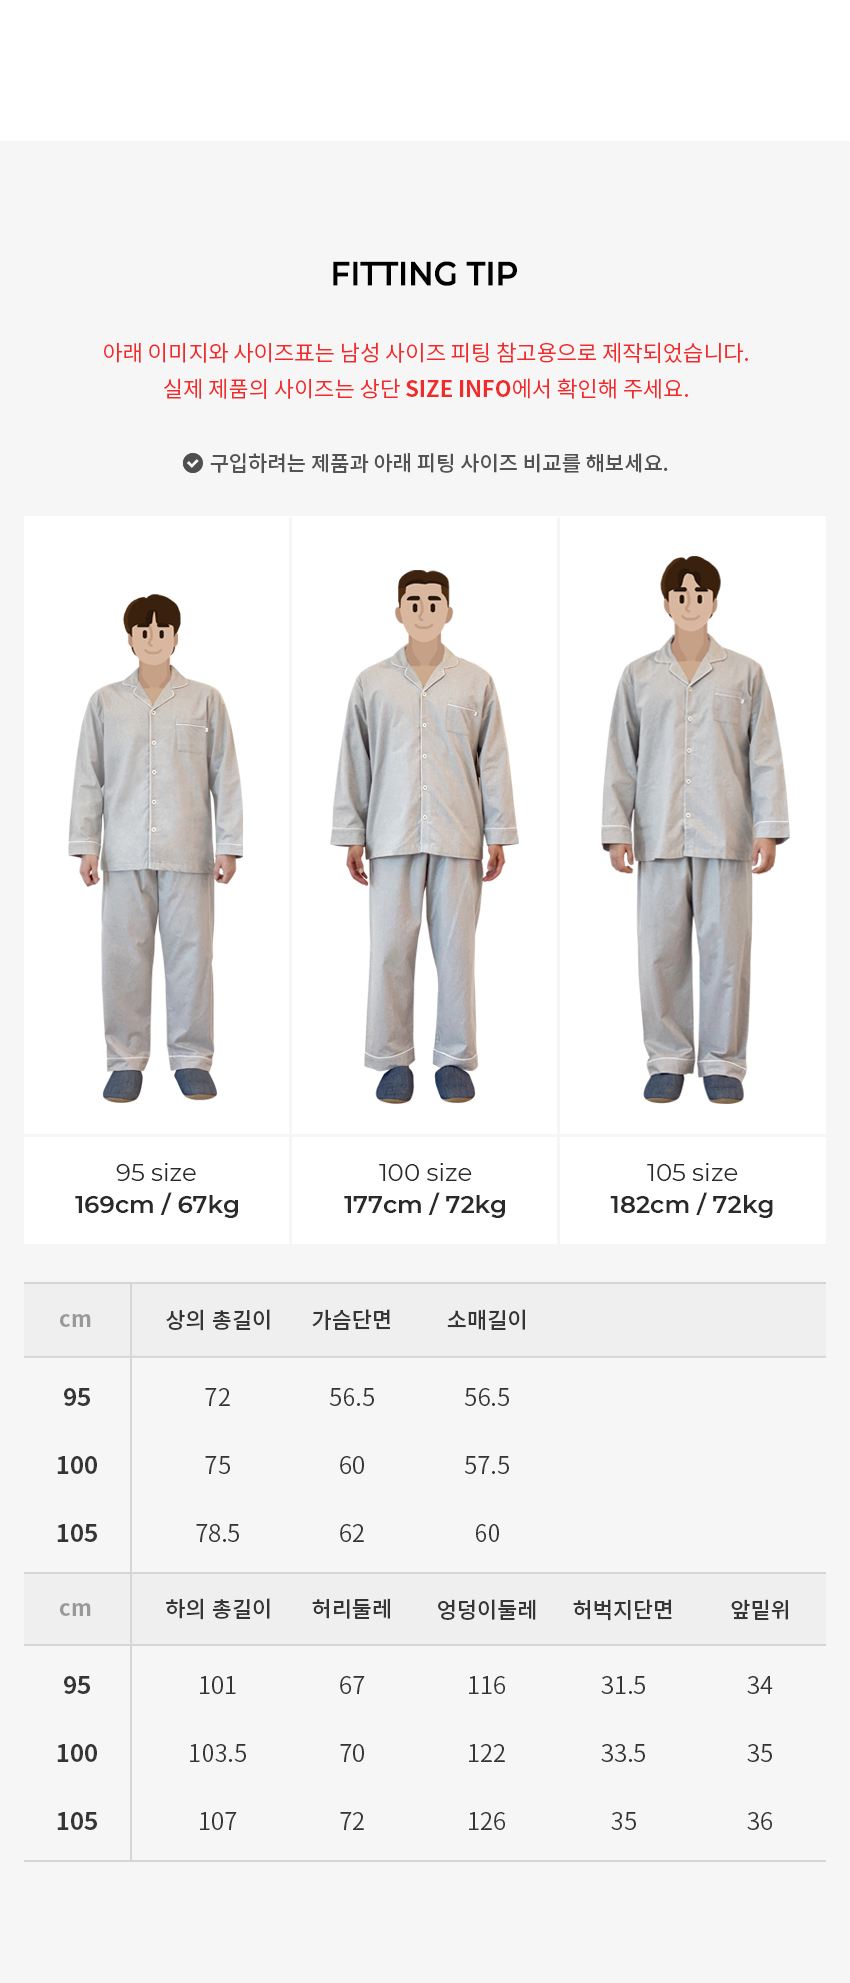 FITTING TIP
아래 이미지와 사이즈표는 남성 사이즈 피팅 참고용으로 제작되었습니다.
실제 제품의 사이즈는 상단 SIZE INFO에서 확인해 주세요.
구입하려는 제품과 아래 피팅 사이즈 비교를 해보세요.
95 size
169cm / 67kg
100 size
177cm / 72kg
105 size
182cm / 72kg
cm 상의 총길이 가슴단면 소매길이
95 72 56.5 56.5
100 75 60 57.5
105 78.5 62 60
cm 하의 총길이 허리둘레 엉덩이둘레 허벅지단면 앞밑위
95 101 67 116 31.5 34
100 103.5 70 122 33.5 35
105 107 72 126 35 36